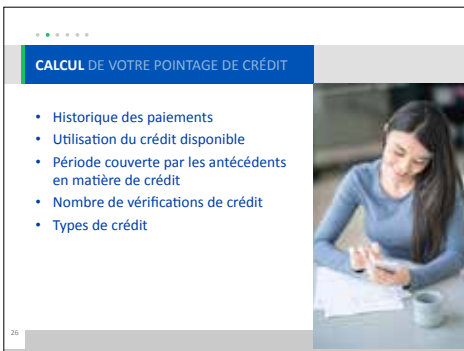 CALCUL DE VOTRE POINTAGE DE CRÉDIT
• Historique des paiements
• Utilisation du crédit disponible
• Période couverte par les antécédents
en matière de crédit
• Nombre de vérifications de crédit
• Types de crédit
26